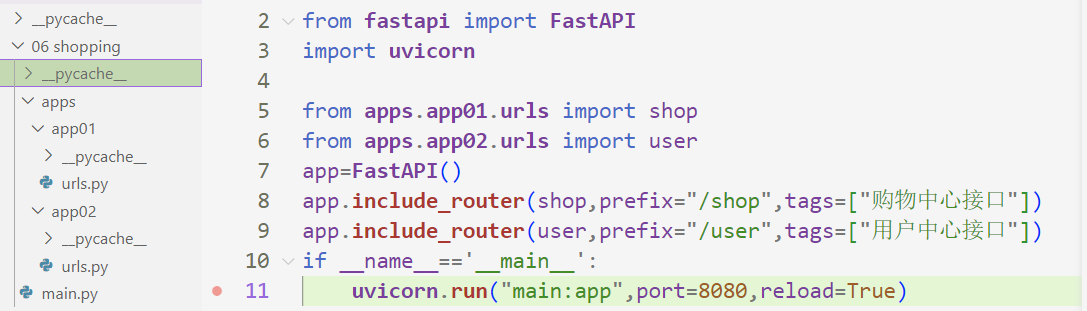 __pycache__
06 shopping
__pycache__
apps
app01
__pycache__
urls.py
app02
__pycache__
urls.py
main.py
2 from fastapi import FastAPI
3 import uvicorn
4
5 from apps.app01.urls import shop
6 from apps.app02.urls import user
7 app=FastAPI()
8 app.include_router(shop,prefix="/shop",tags=["购物中心接口"])
9 app.include_router(user,prefix="/user",tags=["用户中心接口"])
10 if __name__=='__main__':
11 uvicorn.run("main:app",port=8080,reload=True)